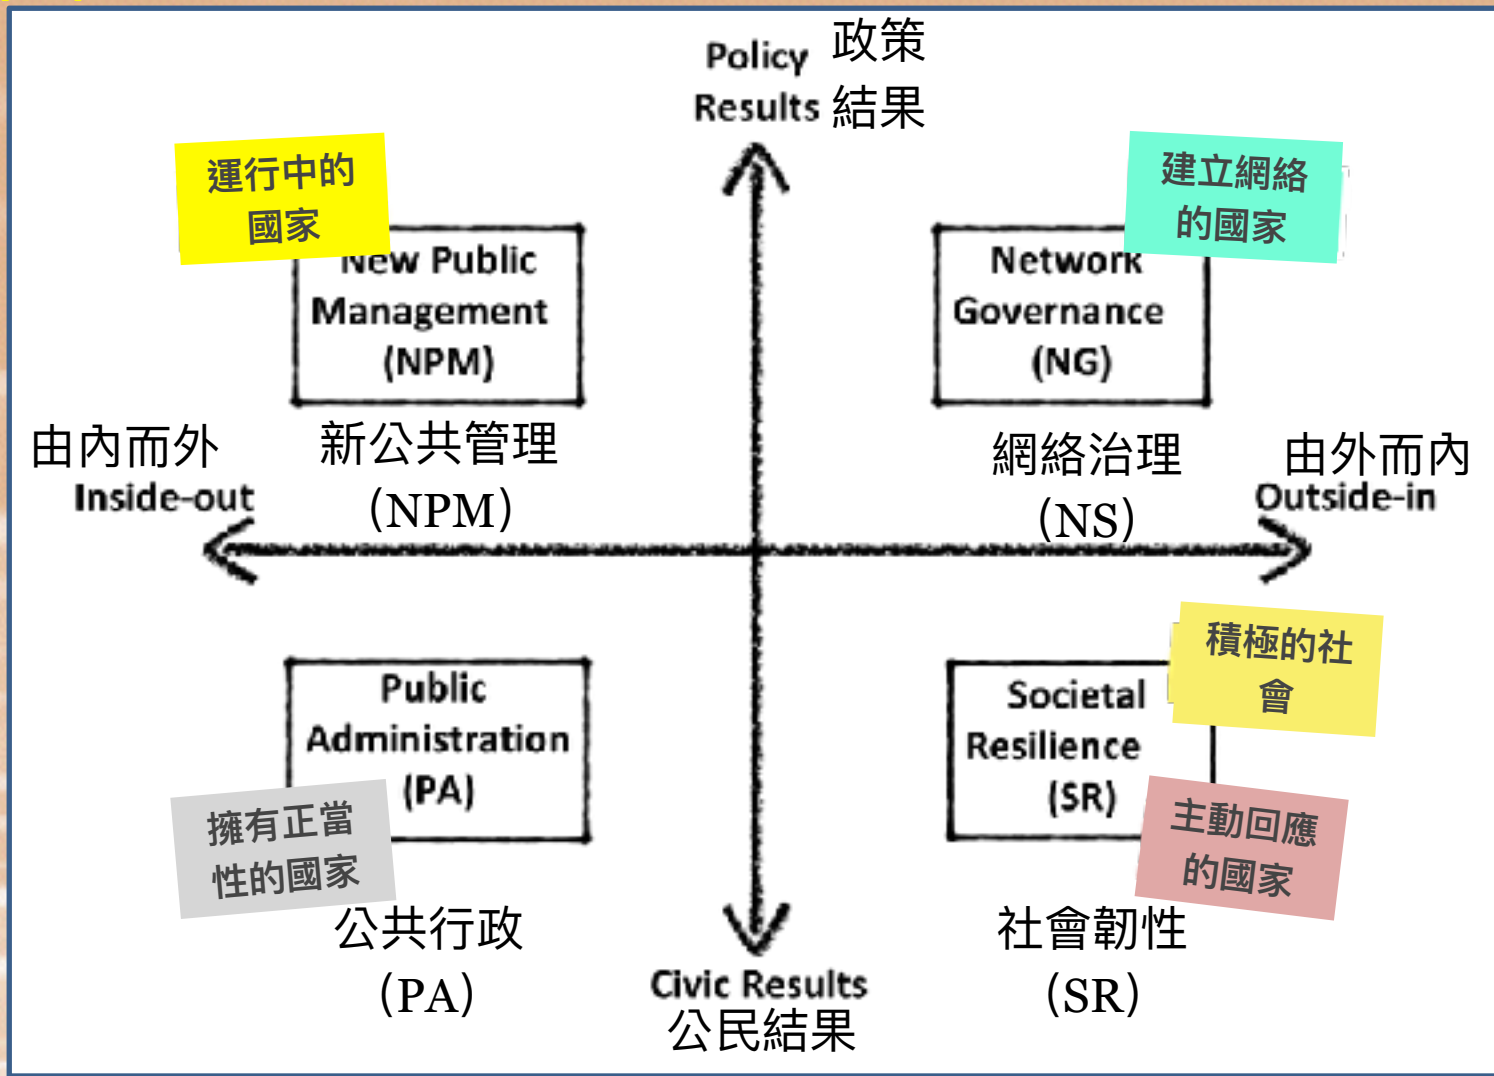 Policy 政策
Results 結果
運行中的
國家
New Public
Management
(NPM)
新公共管理
(NPM)
建立網絡
的國家
Network
Governance
(NG)
網絡治理
(NS)
由內而外
Inside-out
由外而內
Outside-in
Public
Administration
(PA)
擁有正當
性的國家
公共行政
(PA)
積極的社
會
Societal
Resilience
(SR)
主動回應
的國家
社會韌性
(SR)
Civic Results
公民結果